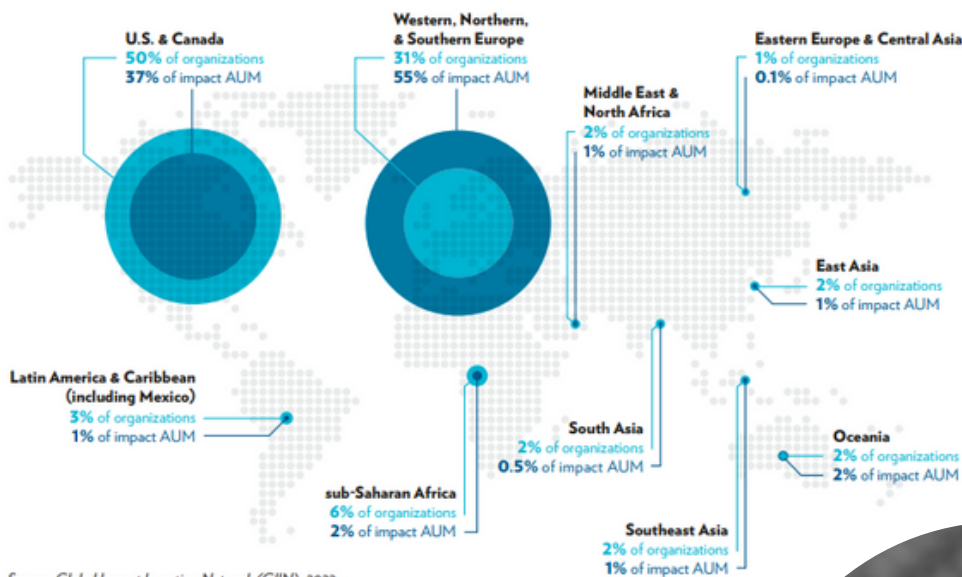 U.S. & Canada
50% of organizations
37% of impact AUM
Western, Northern,
& Southern Europe
31% of organizations
55% of impact AUM
Eastern Europe & Central Asia
1% of organizations
0.1% of impact AUM
Middle East &
North Africa
2% of organizations
1% of impact AUM
East Asia
2% of organizations
1% of impact AUM
Latin America & Caribbean
(including Mexico)
3% of organizations
1% of impact AUM
sub-Saharan Africa
6% of organizations
2% of impact AUM
South Asia
2% of organizations
0.5% of impact AUM
Oceania
2% of organizations
2% of impact AUM
Southeast Asia
2% of organizations
1% of impact AUM